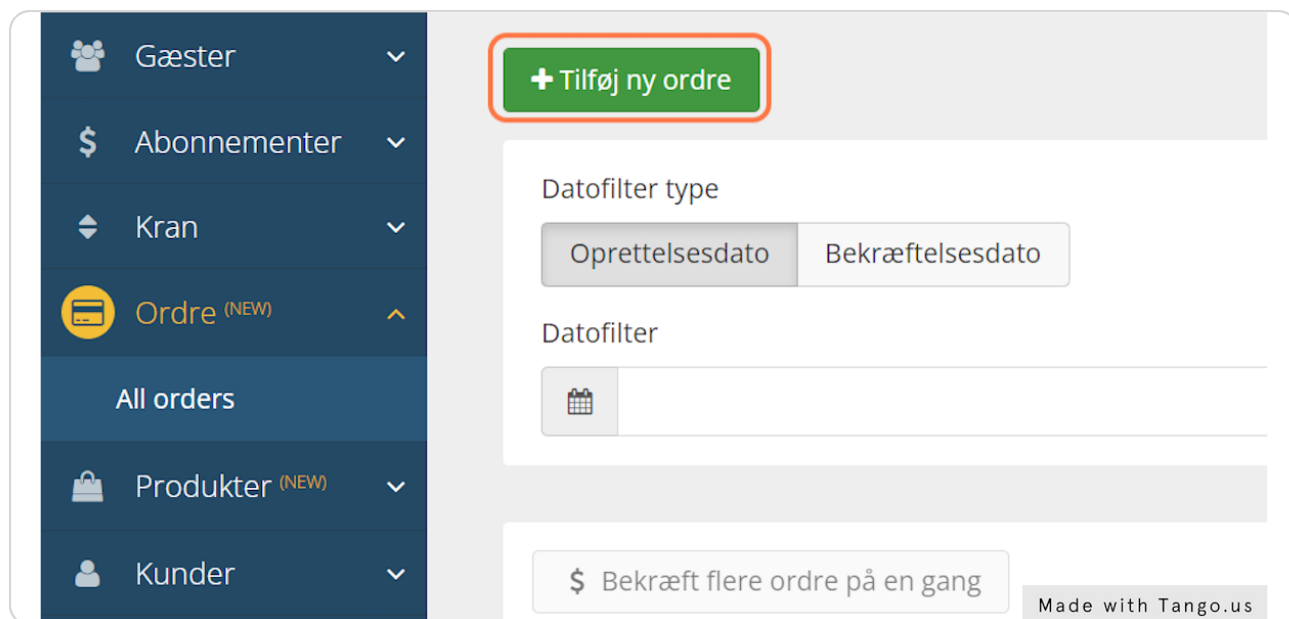 Gæster
Abonnementer
Kran
Ordre (NEW)
All orders
Produkter (NEW)
Kunder
Tilføj ny ordre
Datofilter type
Oprettelsesdato Bekræftelsesdato
Datofilter
$ Bekræft flere ordre på en gang
Made with Tango.us